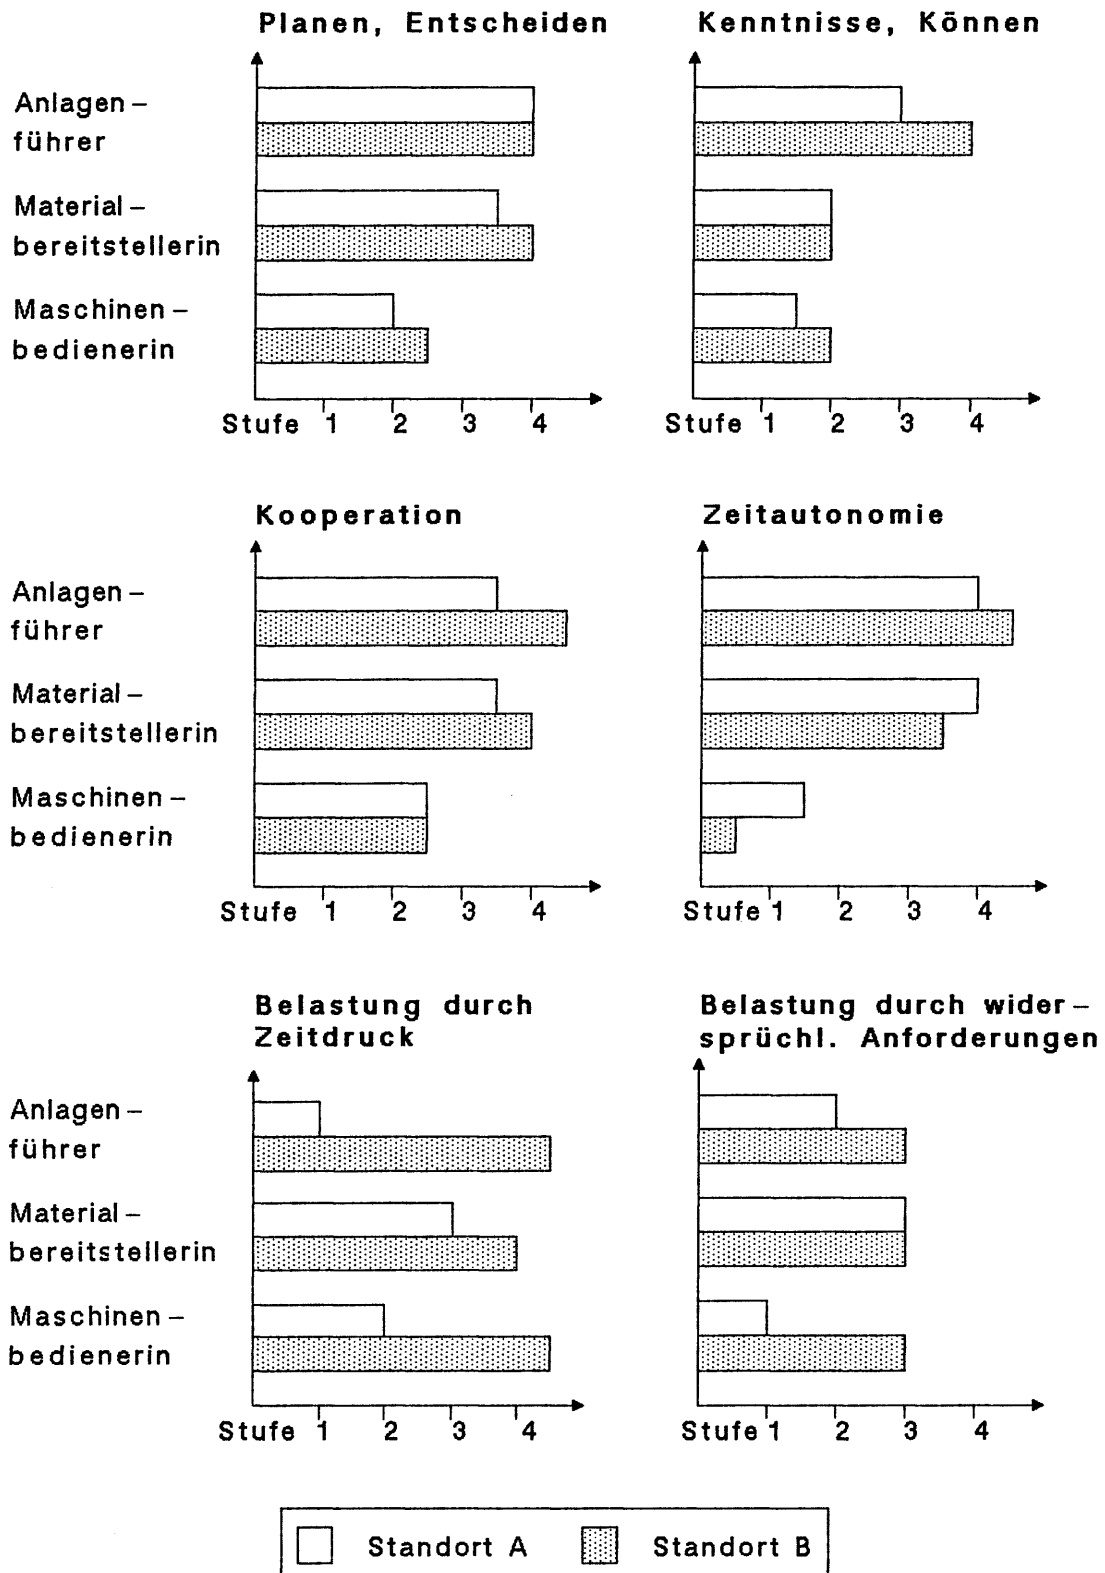 Planen, Entscheiden
Kenntnisse, Können
Anlagen–
führer
Material–
bereitstellerin
Maschinen–
bedienerin
Stufe 1 2 3 4
Stufe 1 2 3 4
Kooperation
Zeitautonomie
Anlagen–
führer
Material–
bereitstellerin
Maschinen–
bedienerin
Stufe 1 2 3 4
Stufe 1 2 3 4
Belastung durch
Zeitdruck
Belastung durch wider–
sprüchl. Anforderungen
Anlagen–
führer
Material–
bereitstellerin
Maschinen–
bedienerin
Stufe 1 2 3 4
Stufe 1 2 3 4
Standort A Standort B